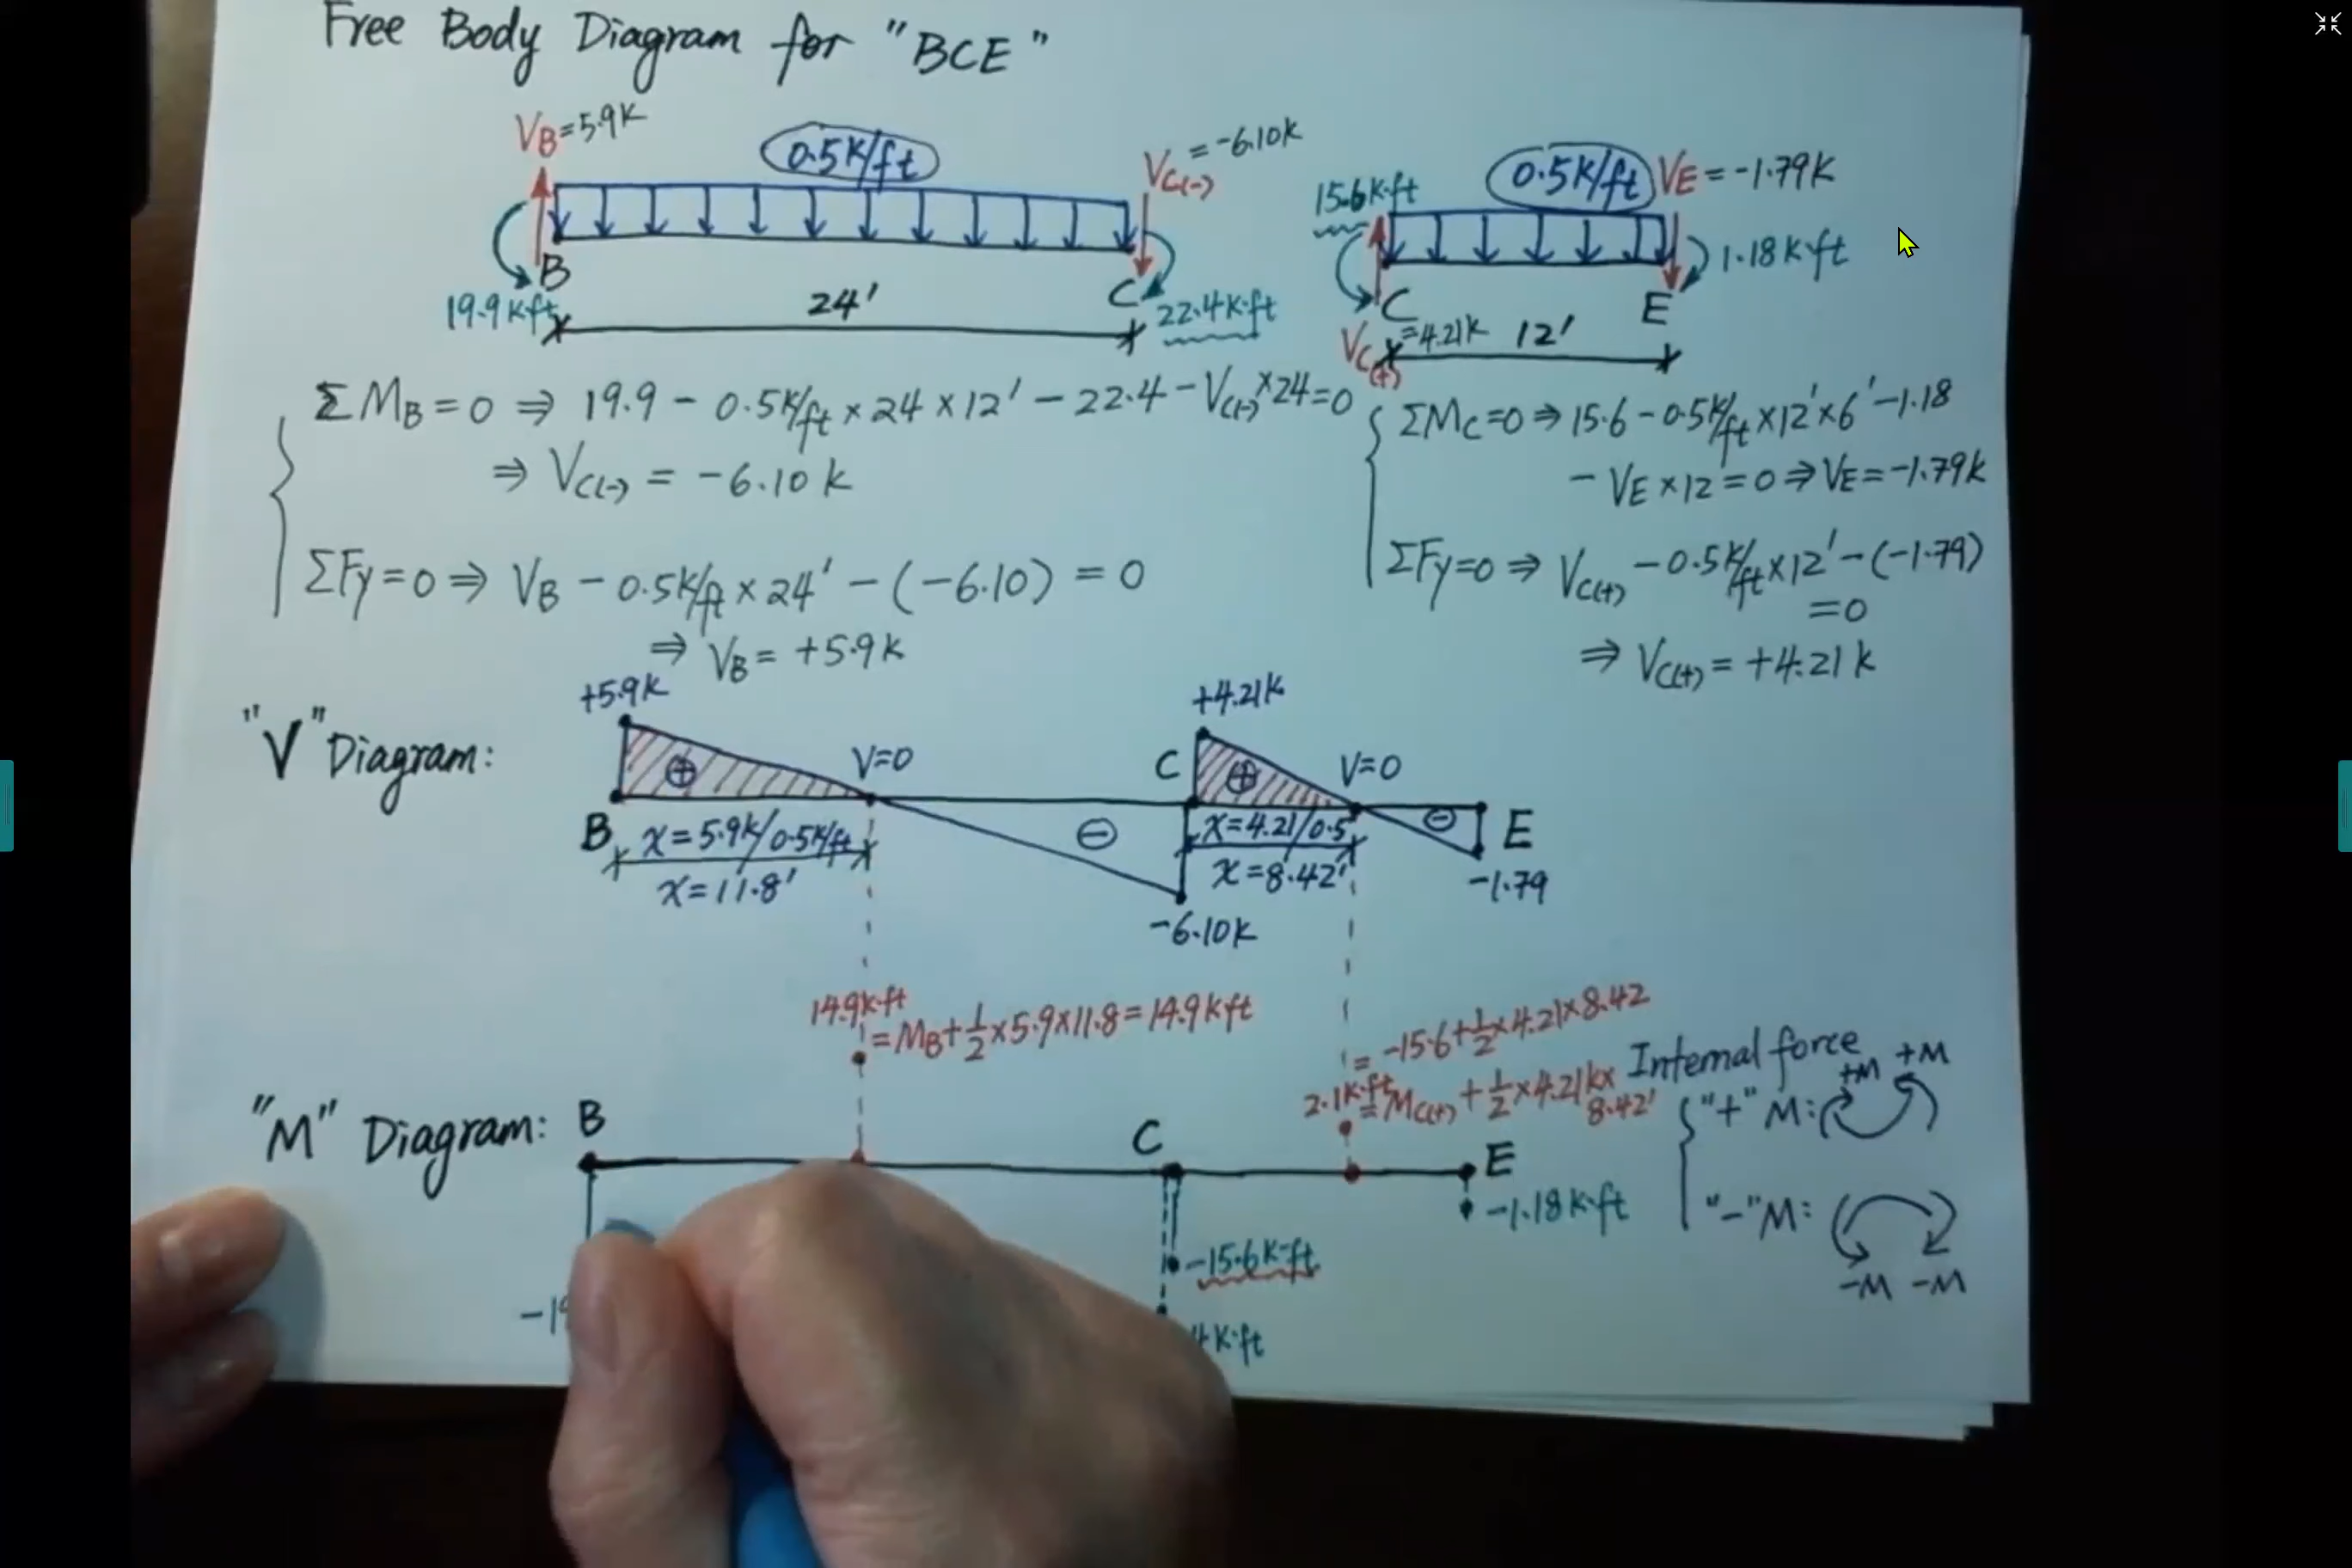 Free Body Diagram for "BCE"
VB=5.9K
0.5K/ft
VC(-) = -6.10K
15.6K·ft
0.5K/ft
VE = -1.79K
1.18 K·ft
B
C
19.9 K·ft
24'
22.4K·ft
C
E
VC(+) =4.21K
12'
ΣMB=0 ⇒ 19.9 - 0.5K/ft × 24 × 12' - 22.4 - VC(-)×24=0
⇒ VC(-) = -6.10 K
ΣFy=0 ⇒ VB - 0.5K/ft × 24' - (-6.10) = 0
⇒ VB = +5.9K
ΣMC=0 ⇒ 15.6 - 0.5K/ft ×12'×6' -1.18
- VE ×12'=0 ⇒ VE=-1.79K
ΣFy=0 ⇒ VC(+) - 0.5K/ft ×12' - (-1.79)
=0
⇒ VC(+) = +4.21 K
"V" Diagram:
+5.9K
V=0
+4.21K
C
V=0
B
x=5.9K/0.5K/ft
x=11.8'
x=4.21/0.5
x=8.42'
E
-1.79
-6.10K
14.9K·ft
= MB+1/2×5.9×11.8=14.9Kft
= -15.6+1/2×4.21×8.42
2.1K·ft
= MC(+) + 1/2×4.21K×
8.42'
"M" Diagram:
B
C
E
-1.18K·ft
-15.6K·ft
Internal force
"+" M:
+M +M
"-" M:
-M -M